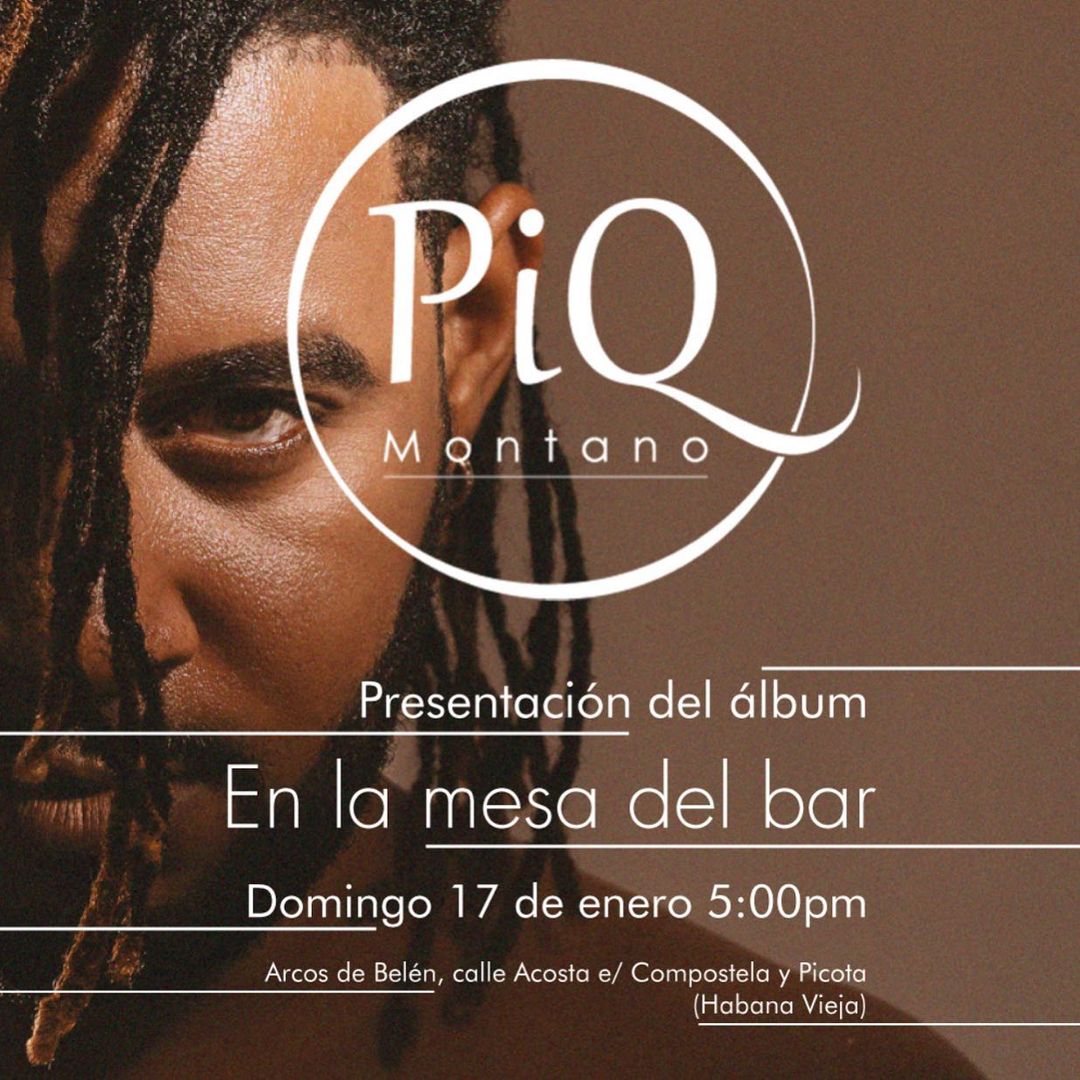 PiQ
Montano
Presentación del álbum
En la mesa del bar
Domingo 17 de enero 5:00pm
Arcos de Belén, calle Acosta e/ Compostela y Picota
(Habana Vieja)